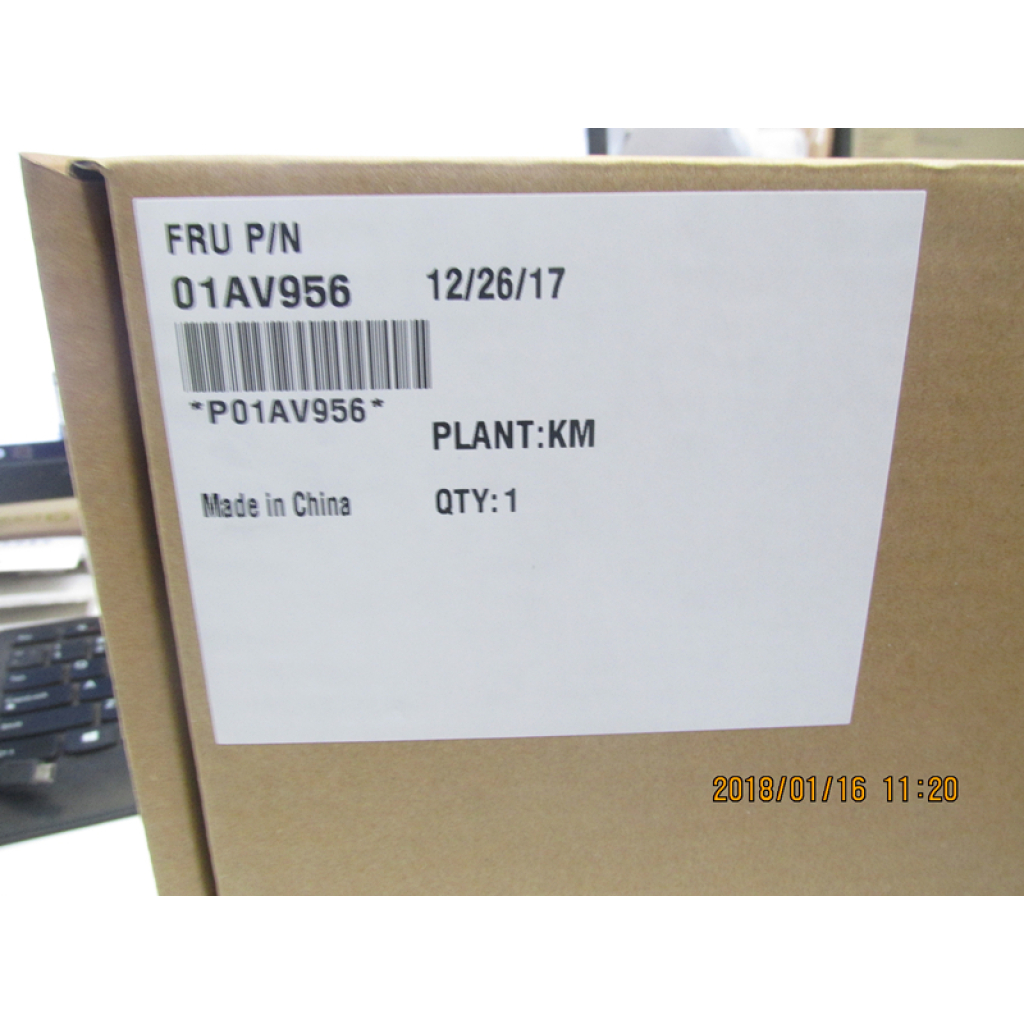 FRU P/N
01AV956 12/26/17
*P01AV956*
PLANT:KM
Made in China QTY:1
2018/01/16 11:20